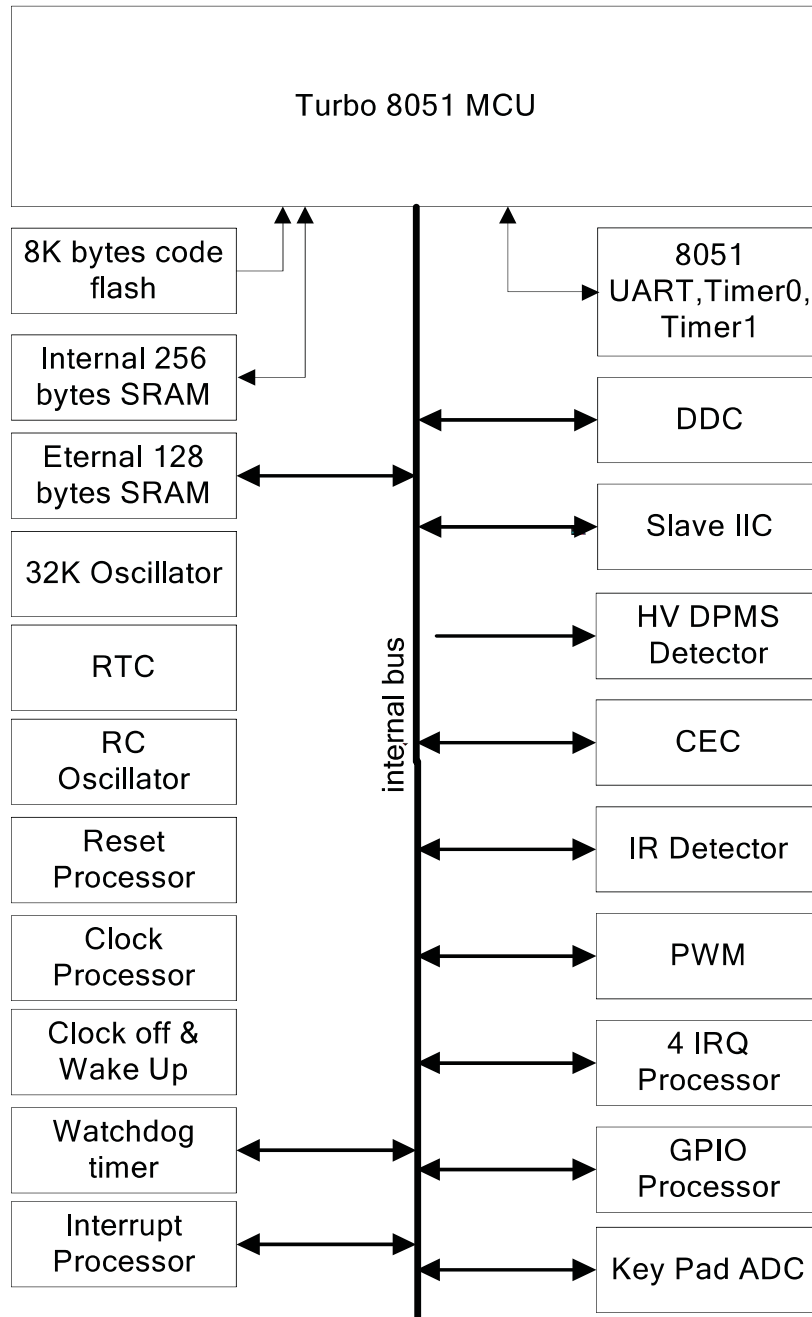 Turbo 8051 MCU
8K bytes code
flash
Internal 256
bytes SRAM
Eternal 128
bytes SRAM
32K Oscillator
RTC
RC
Oscillator
Reset
Processor
Clock
Processor
Clock off &
Wake Up
Watchdog
timer
Interrupt
Processor
internal bus
8051
UART,Timer0,
Timer1
DDC
Slave IIC
HV DPMS
Detector
CEC
IR Detector
PWM
4 IRQ
Processor
GPIO
Processor
Key Pad ADC